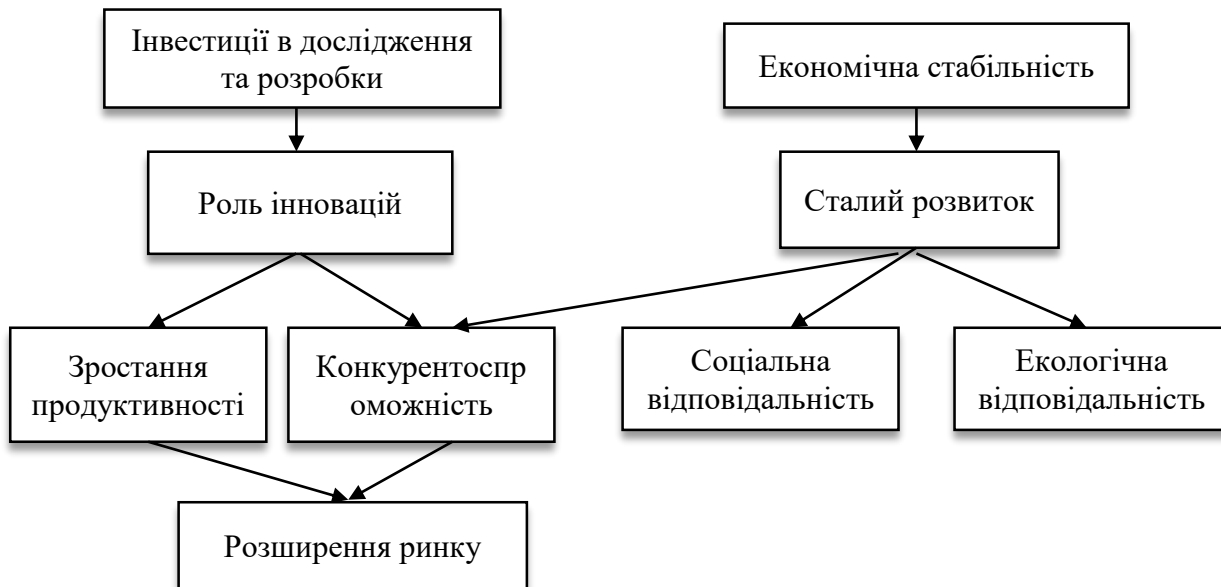 Інвестиції в дослідження
та розробки
Економічна стабільність
Роль інновацій
Сталий розвиток
Зростання
продуктивності
Конкурентоспр
оможність
Соціальна
відповідальність
Екологічна
відповідальність
Розширення ринку